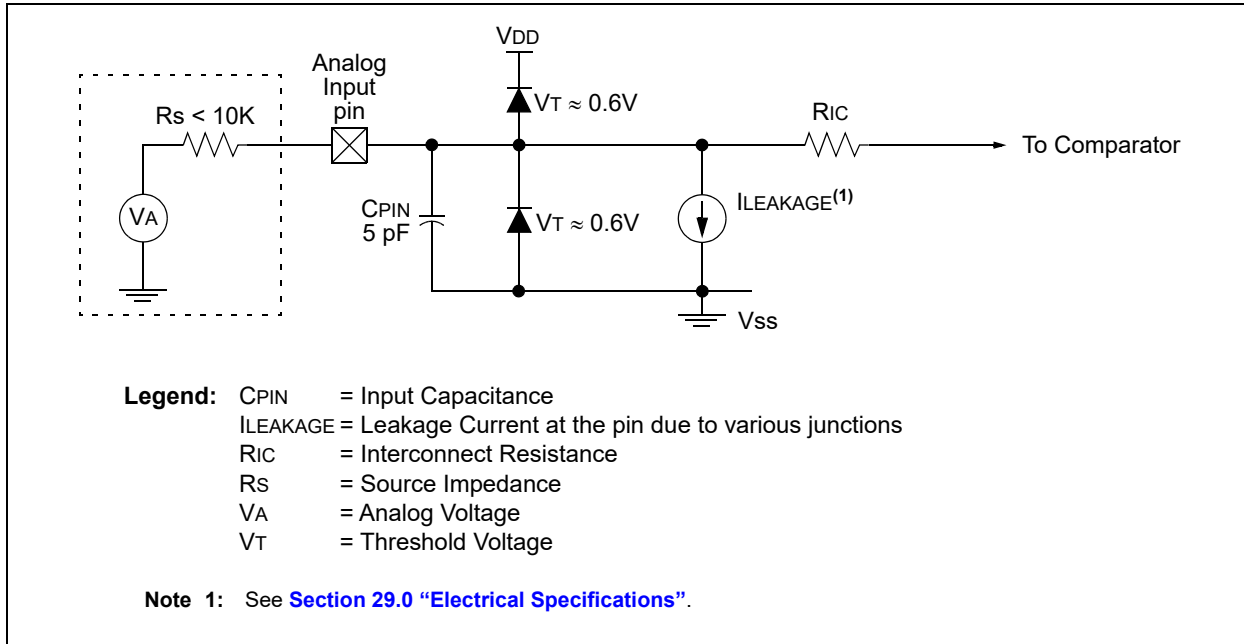 VDD
Analog
Input
pin
Rs < 10K
VT ≈ 0.6V
RIC
To Comparator
VA
CPIN
5 pF
VT ≈ 0.6V
ILEAKAGE(1)
Vss
Legend: CPIN = Input Capacitance
ILEAKAGE = Leakage Current at the pin due to various junctions
RIC = Interconnect Resistance
RS = Source Impedance
VA = Analog Voltage
VT = Threshold Voltage
Note 1: See Section 29.0 “Electrical Specifications”.